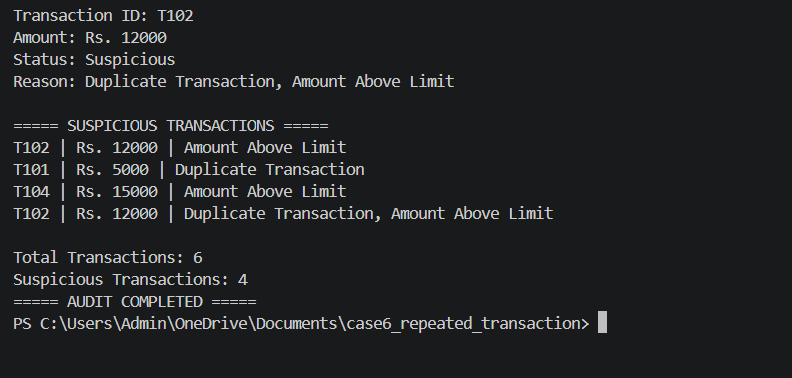 Transaction ID: T102
Amount: Rs. 12000
Status: Suspicious
Reason: Duplicate Transaction, Amount Above Limit
===== SUSPICIOUS TRANSACTIONS =====
T102 | Rs. 12000 | Amount Above Limit
T101 | Rs. 5000 | Duplicate Transaction
T104 | Rs. 15000 | Amount Above Limit
T102 | Rs. 12000 | Duplicate Transaction, Amount Above Limit
Total Transactions: 6
Suspicious Transactions: 4
===== AUDIT COMPLETED =====
PS C:\Users\Admin\OneDrive\Documents\case6_repeated_transaction>